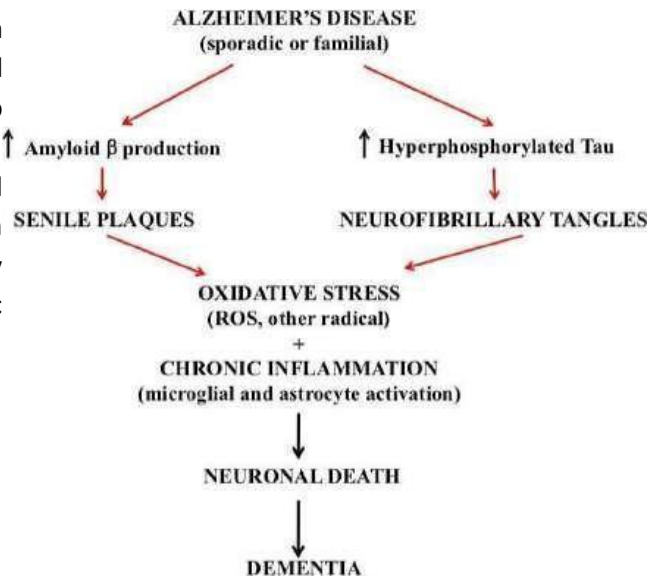 ALZHEIMER'S DISEASE
(sporadic or familial)
↑ Amyloid β production
↑ Hyperphosphorylated Tau
SENILE PLAQUES
NEUROFIBRILLARY TANGLES
OXIDATIVE STRESS
(ROS, other radical)
+
CHRONIC INFLAMMATION
(microglial and astrocyte activation)
NEURONAL DEATH
DEMENTIA